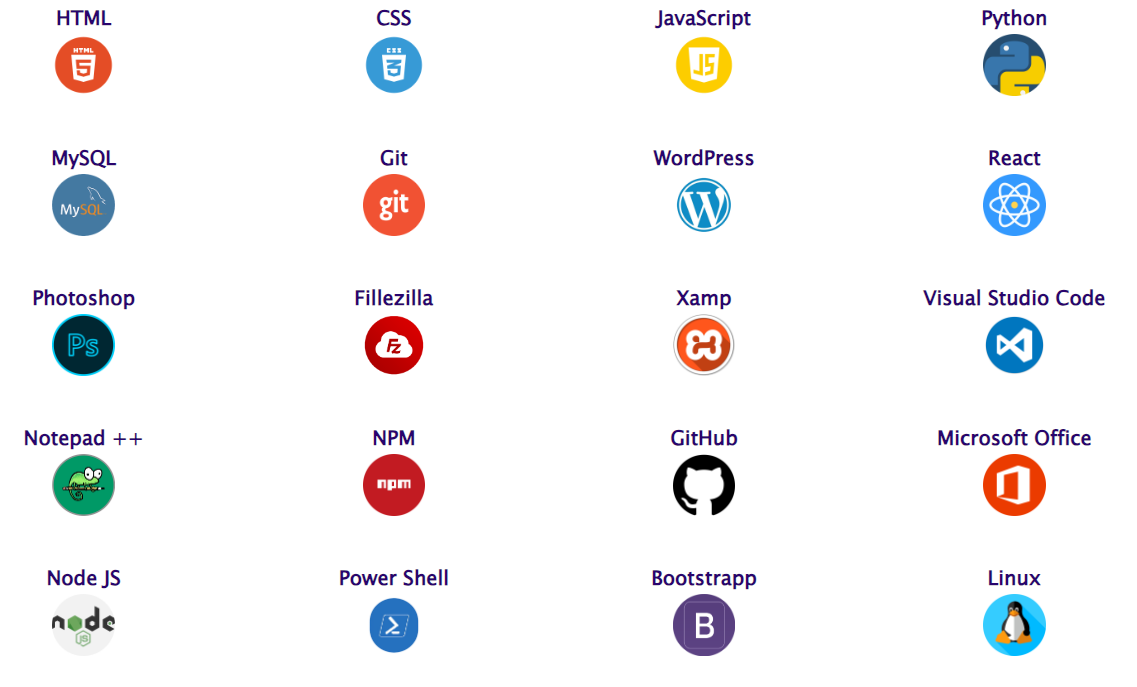 HTML
CSS
JavaScript
Python
HTML
5
CSS
3
JS
MySQL
Git
WordPress
React
MySQL
git
W
Photoshop
Fillezilla
Xamp
Visual Studio Code
Ps
Fz
Notepad ++
NPM
GitHub
Microsoft Office
npm
Node JS
Power Shell
Bootstrapp
Linux
node
JS
B